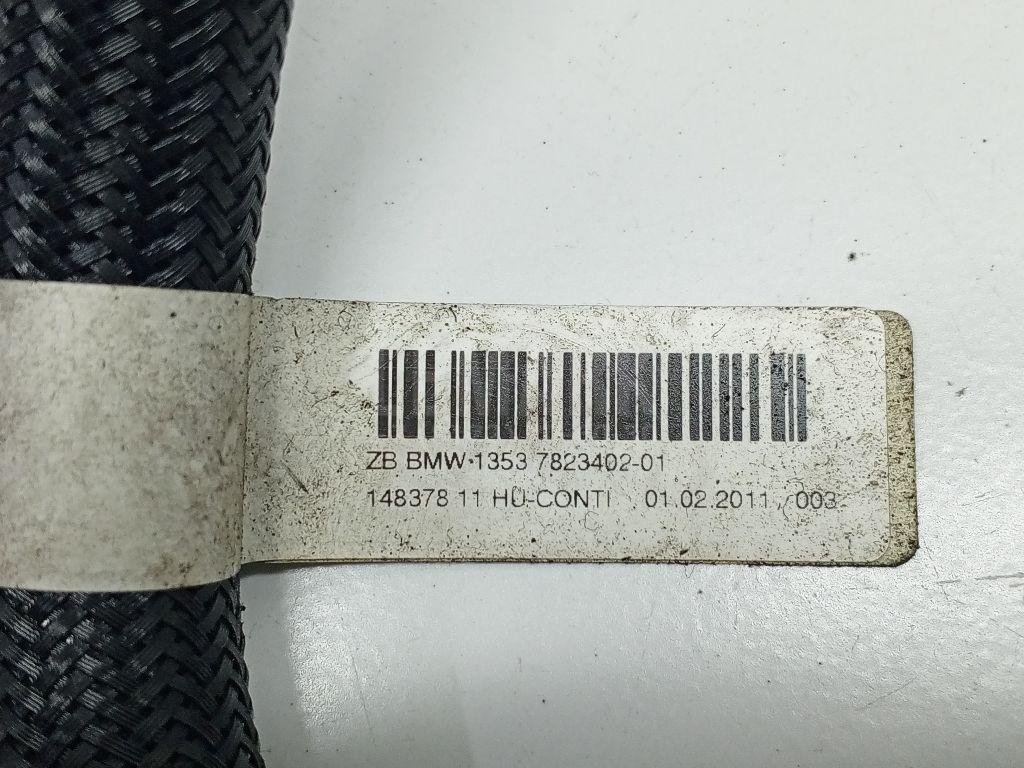 ZB BMW 1353 7823402-01
148378 11 HU-CONTI 01.02.2011 / 003